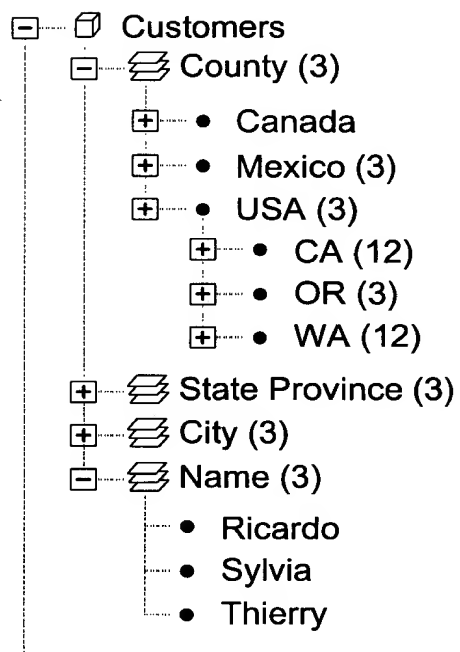 Customers
County (3)
Canada
Mexico (3)
USA (3)
CA (12)
OR (3)
WA (12)
State Province (3)
City (3)
Name (3)
Ricardo
Sylvia
Thierry